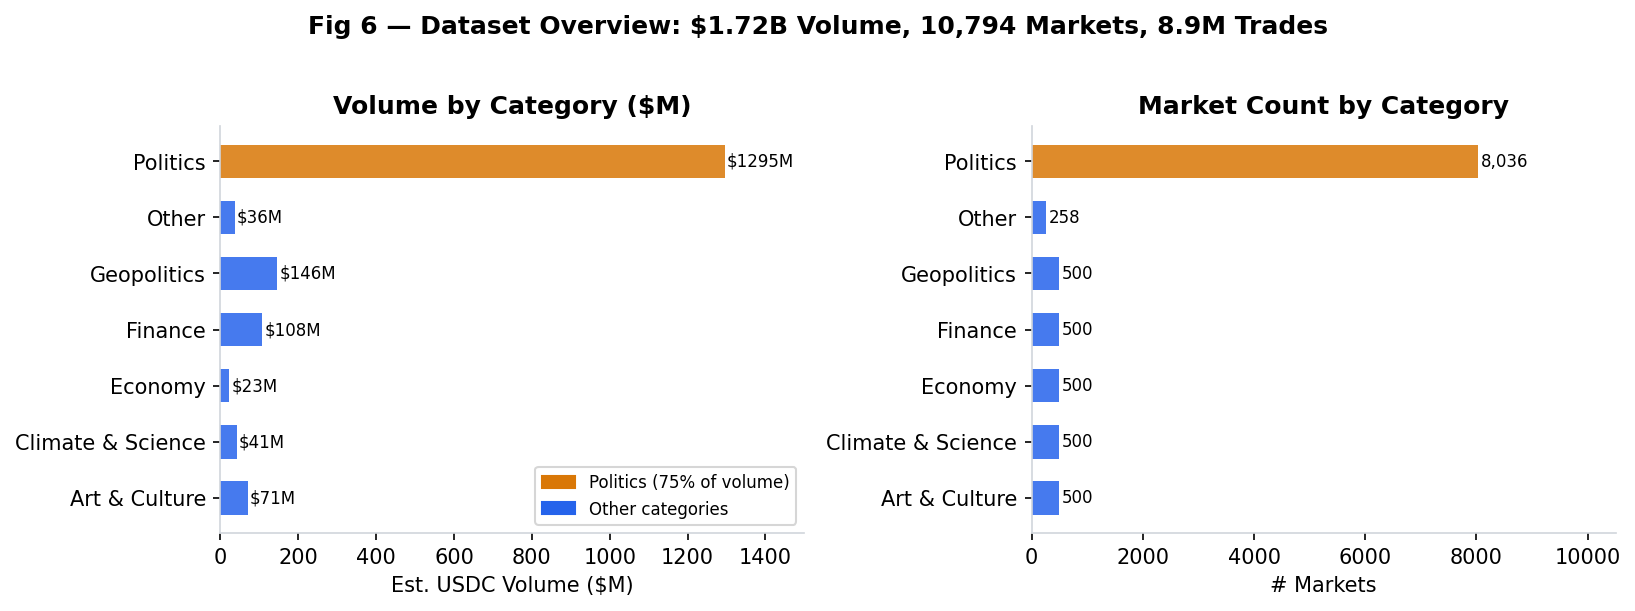 Fig 6 — Dataset Overview: $1.72B Volume, 10,794 Markets, 8.9M Trades
Volume by Category ($M)
Politics
$1295M
Other
$36M
Geopolitics
$146M
Finance
$108M
Economy
$23M
Climate & Science
$41M
Art & Culture
$71M
Politics (75% of volume)
Other categories
0 200 400 600 800 1000 1200 1400
Est. USDC Volume ($M)
Market Count by Category
Politics
8,036
Other
258
Geopolitics
500
Finance
500
Economy
500
Climate & Science
500
Art & Culture
500
0 2000 4000 6000 8000 10000
# Markets